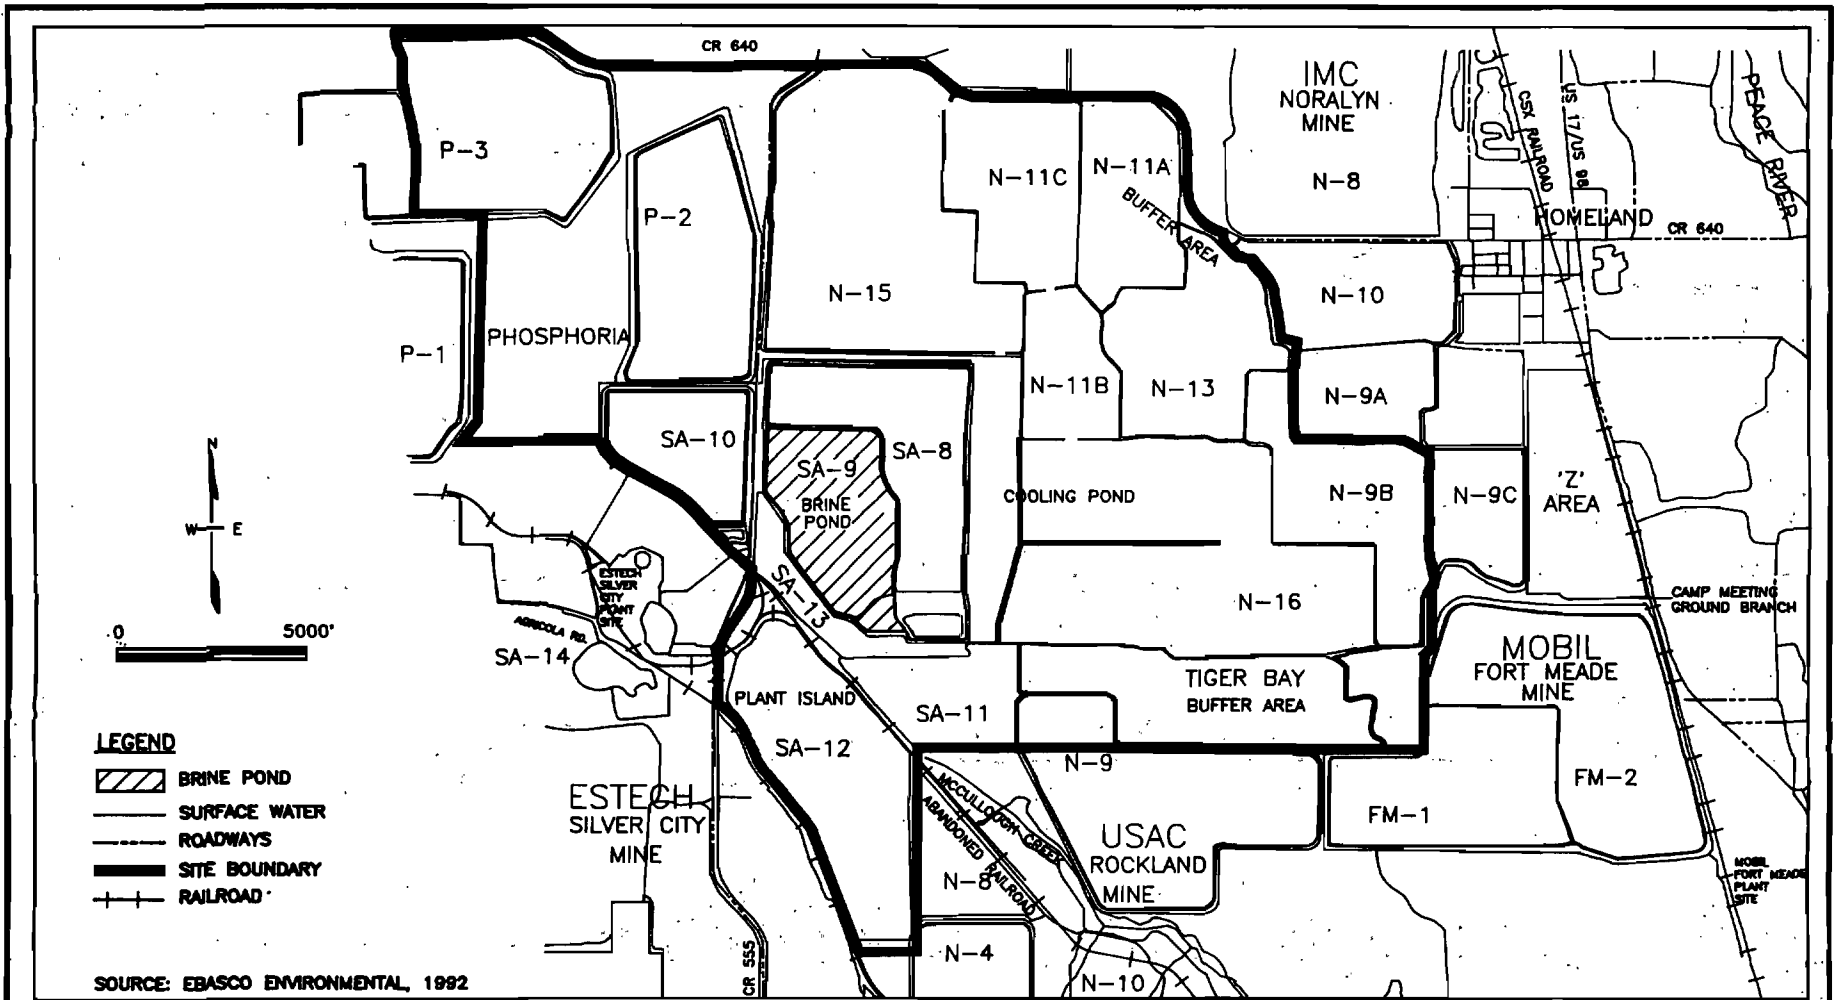 CR 640
IMC
NORALYN
MINE
N-8
PEACE RIVER
CSX RAILROAD
US 17/US 98
P-3
N-11C
N-11A
P-2
BUFFER AREA
HOMELAND
CR 640
N-15
N-10
PHOSPHORIA
P-1
N-11B
N-13
N-9A
SA-10
SA-8
SA-9
BRINE
POND
COOLING POND
N-9B
N-9C
'Z'
AREA
N
W E
ESTECH
SILVER
CITY
PLANT
SITE
SA-13
N-16
CAMP MEETING
GROUND BRANCH
0 5000'
AGRICOLA RD.
SA-14
MOBIL
FORT MEADE
MINE
TIGER BAY
BUFFER AREA
PLANT ISLAND
SA-11
SA-12
LEGEND
BRINE POND
SURFACE WATER
ROADWAYS
SITE BOUNDARY
RAILROAD
ESTECH
SILVER CITY
MINE
N-9
MCCULLOUGH CREEK
ABANDONED RAILROAD
USAC
ROCKLAND
MINE
FM-1
FM-2
MOBIL
FORT MEADE
PLANT
SITE
N-8
N-4
N-10
CR 555
SOURCE: EBASCO ENVIRONMENTAL, 1992